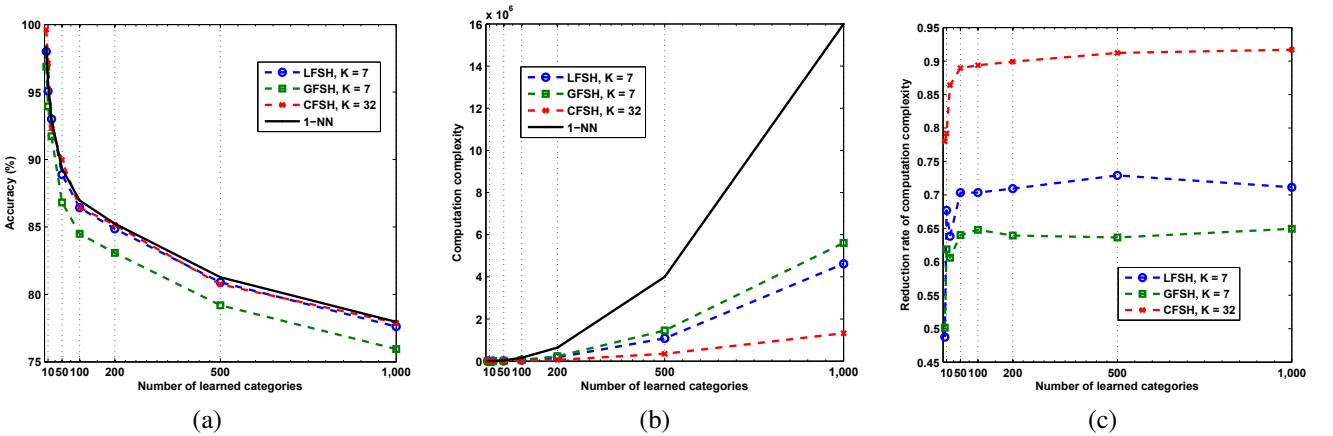 100
95
90
85
80
75
Accuracy (%)
LFSH, K = 7
GFSH, K = 7
CFSH, K = 32
1−NN
10 50 100 200 500 1,000
Number of learned categories
(a)
x 10^6
16
14
12
10
8
6
4
2
0
Computation complexity
LFSH, K = 7
GFSH, K = 7
CFSH, K = 32
1−NN
10 50 100 200 500 1,000
Number of learned categories
(b)
0.95
0.9
0.85
0.8
0.75
0.7
0.65
0.6
0.55
0.5
0.45
Reduction rate of computation complexity
LFSH, K = 7
GFSH, K = 7
CFSH, K = 32
10 50 100 200 500 1,000
Number of learned categories
(c)